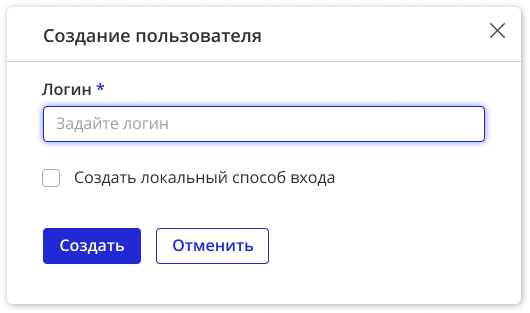 Создание пользователя
Логин *
Задайте логин
Создать локальный способ входа
Создать Отменить